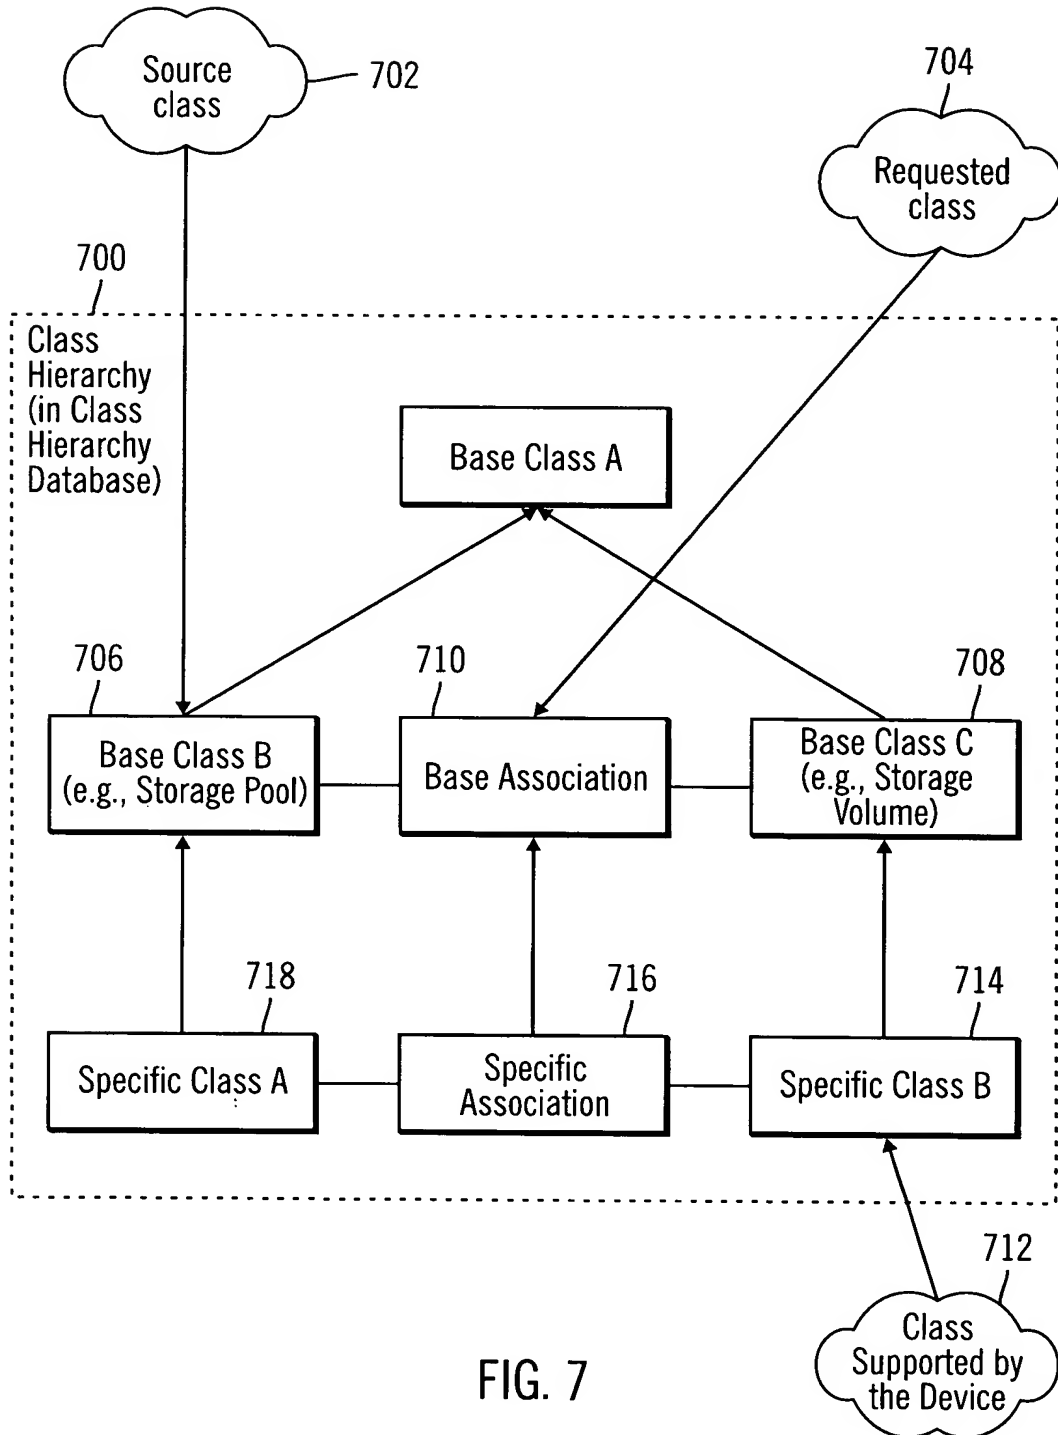 Source
class
702
704
Requested
class
700
Class
Hierarchy
(in Class
Hierarchy
Database)
Base Class A
706
710
708
Base Class B
(e.g., Storage Pool)
Base Association
Base Class C
(e.g., Storage
Volume)
718
716
714
Specific Class A
Specific
Association
Specific Class B
712
Class
Supported by
the Device
FIG. 7